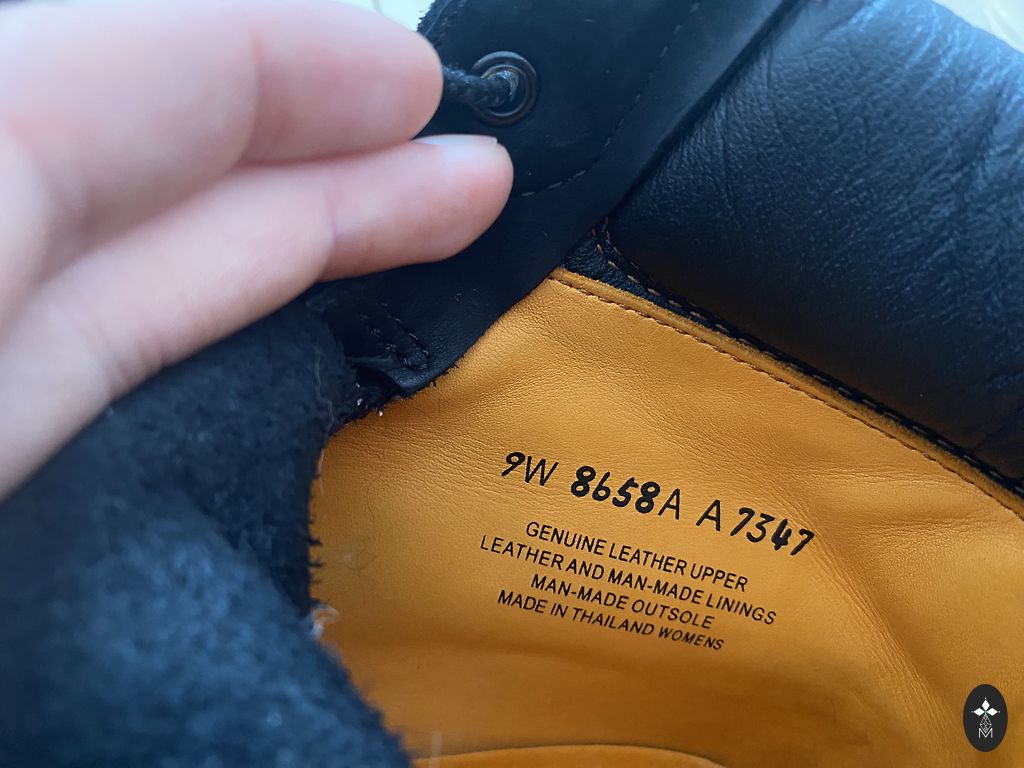 9W 8658A A7347
GENUINE LEATHER UPPER
LEATHER AND MAN-MADE LININGS
MAN-MADE OUTSOLE
MADE IN THAILAND WOMENS
M